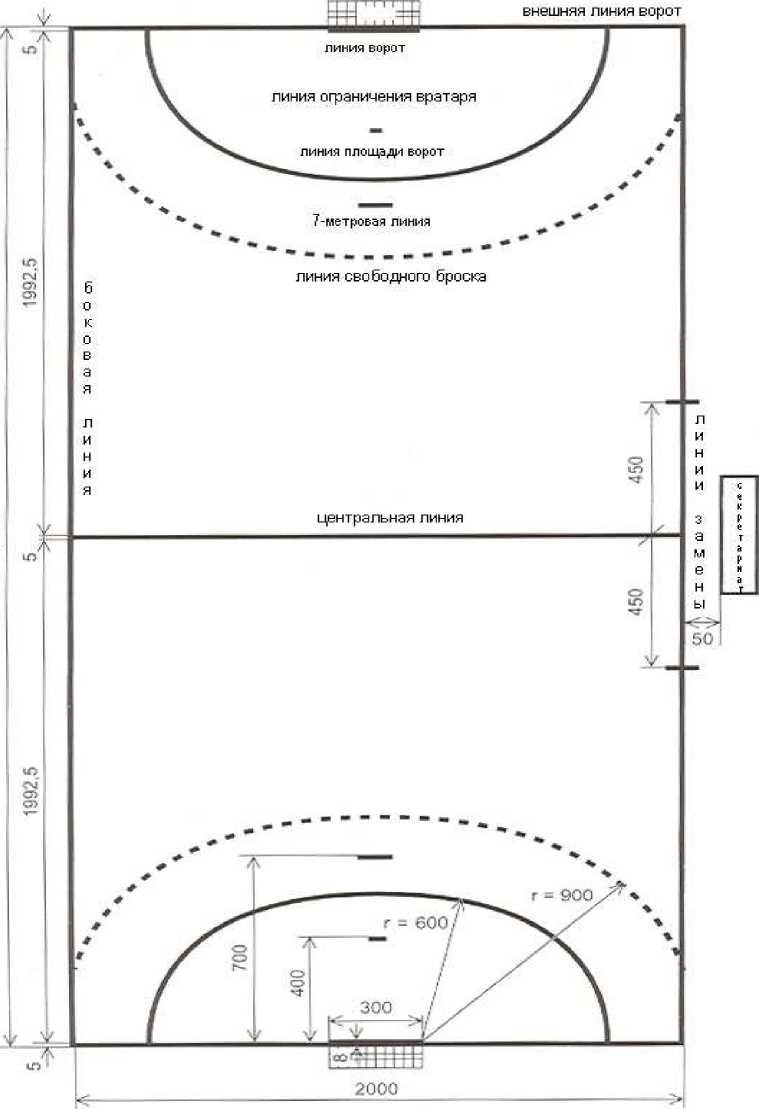 внешняя линия ворот
линия ворот
5
линия ограничения вратаря
линия площади ворот
7-метровая линия
линия свободного броска
1992,5
боковая линия
линии замены
секретариат
450
центральная линия
5
450
50
1992,5
r = 900
r = 600
700
400
300
8
5
2000